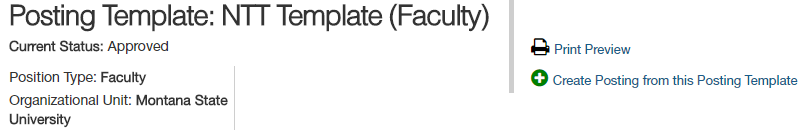 Posting Template: NTT Template (Faculty)
Current Status: Approved
Position Type: Faculty
Organizational Unit: Montana State
University
Print Preview
Create Posting from this Posting Template